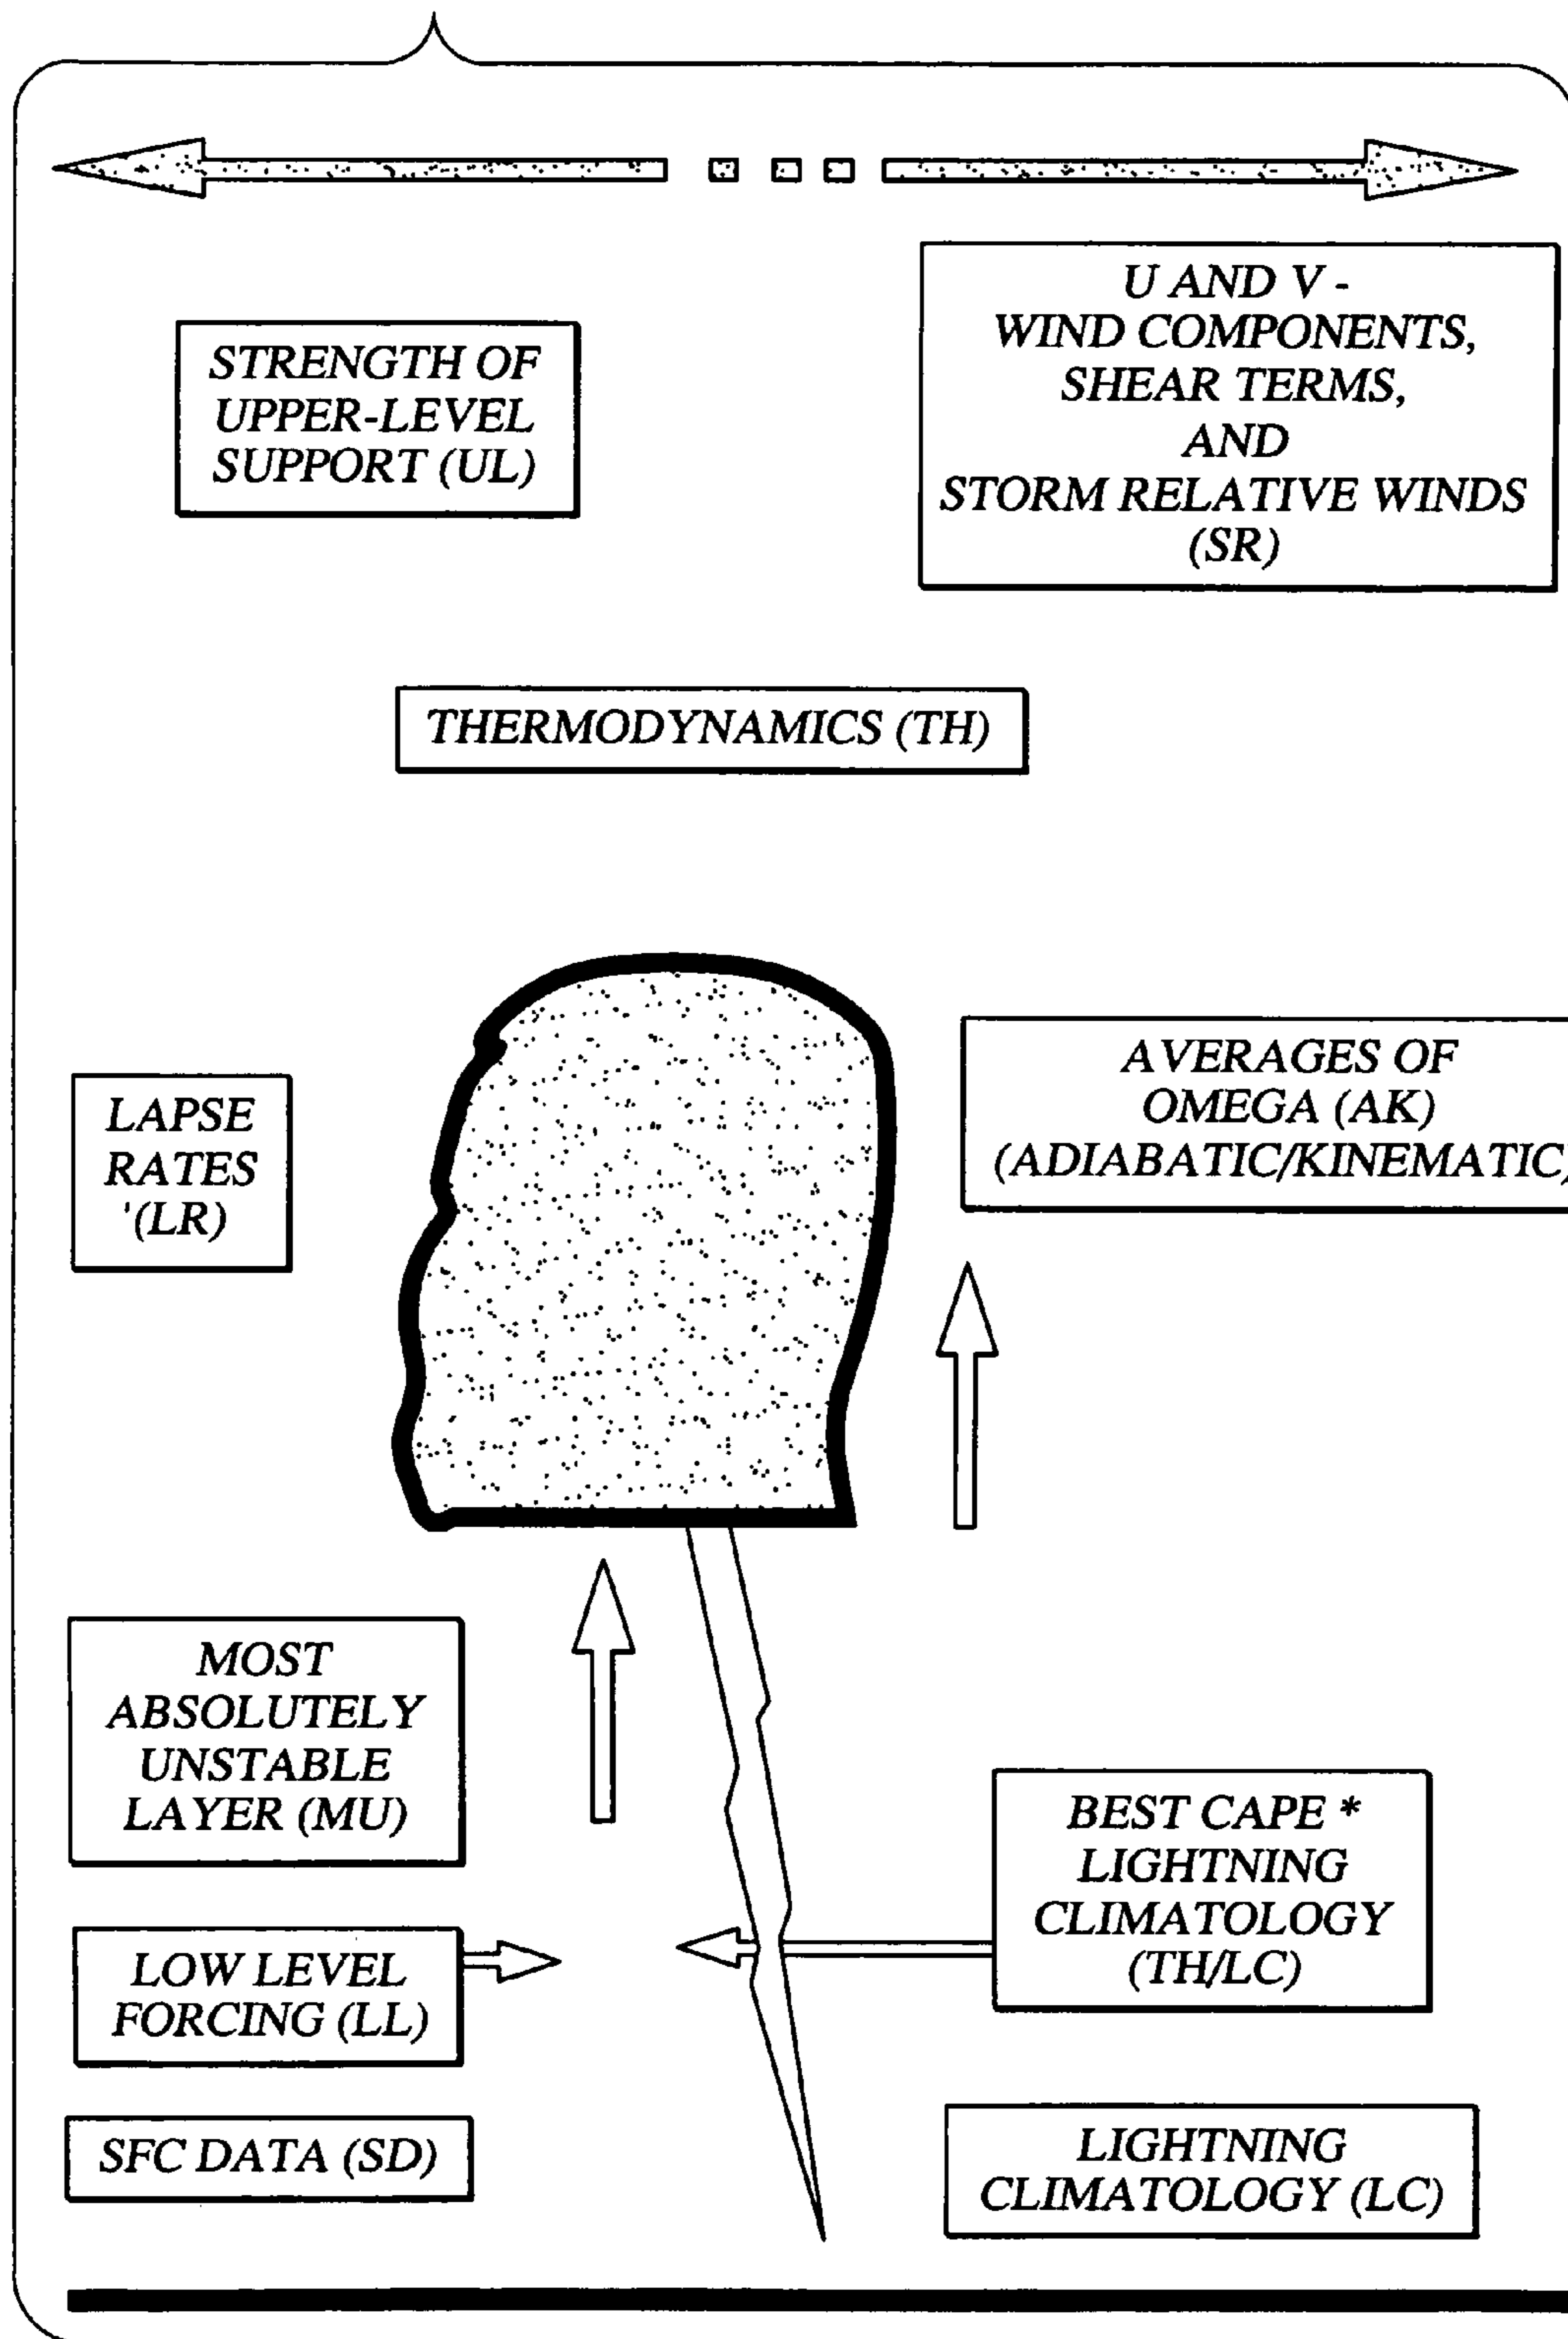 STRENGTH OF
UPPER-LEVEL
SUPPORT (UL)
U AND V -
WIND COMPONENTS,
SHEAR TERMS,
AND
STORM RELATIVE WINDS
(SR)
THERMODYNAMICS (TH)
LAPSE
RATES
'(LR)
AVERAGES OF
OMEGA (AK)
(ADIABATIC/KINEMATIC)
MOST
ABSOLUTELY
UNSTABLE
LAYER (MU)
BEST CAPE *
LIGHTNING
CLIMATOLOGY
(TH/LC)
LOW LEVEL
FORCING (LL)
SFC DATA (SD)
LIGHTNING
CLIMATOLOGY (LC)